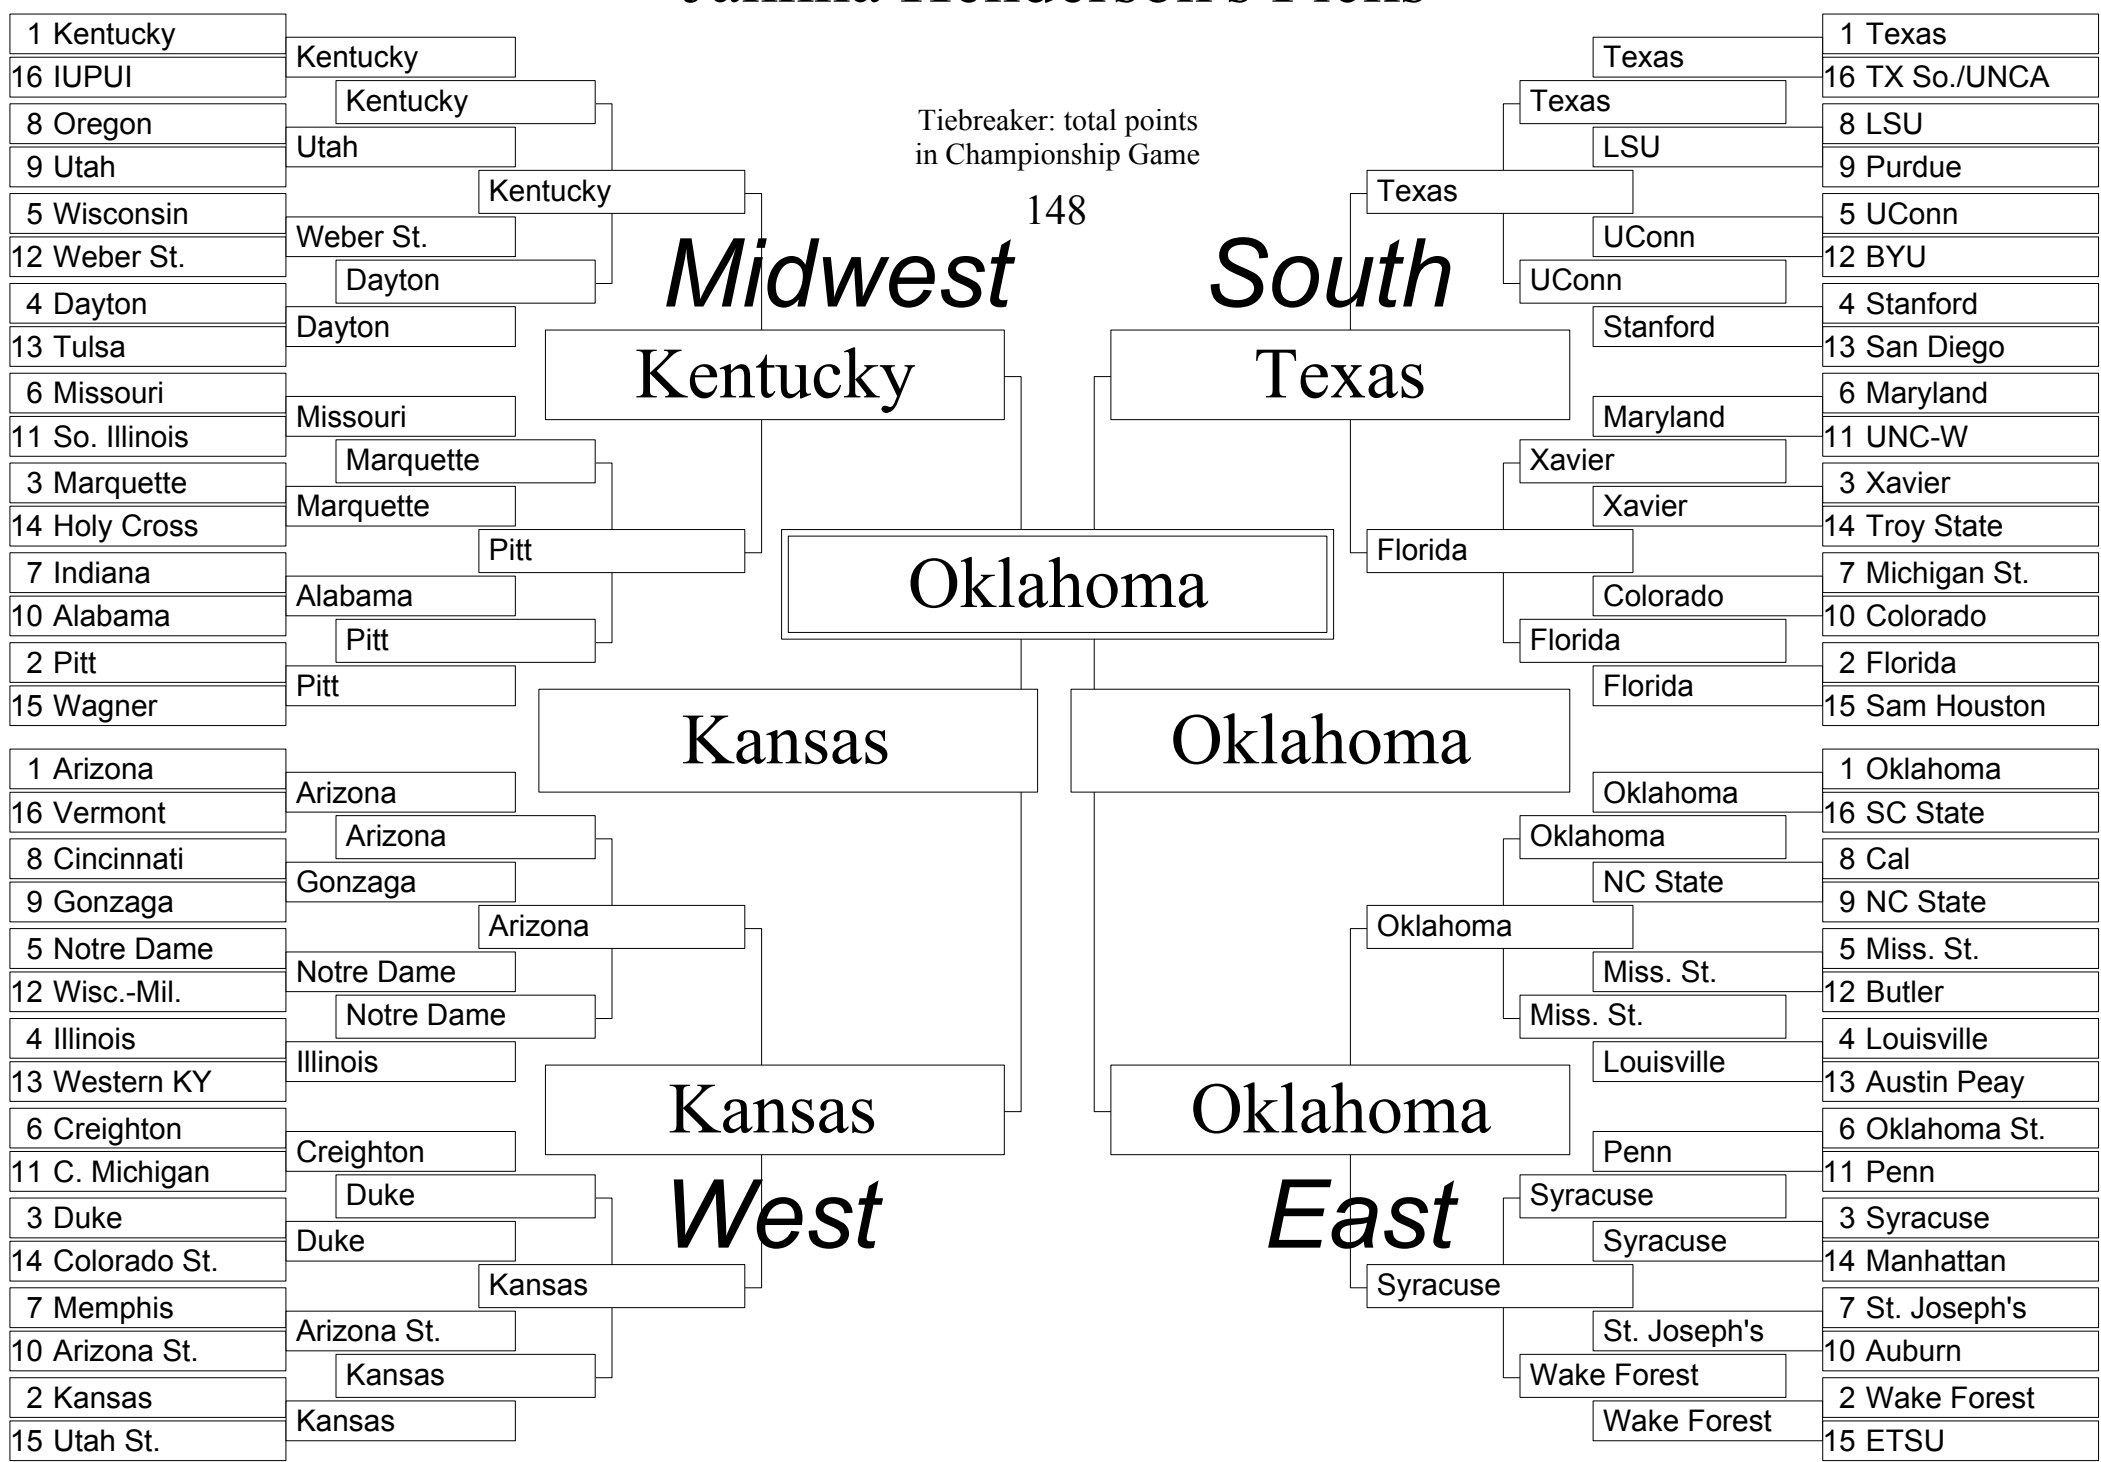 1 Kentucky
16 IUPUI
8 Oregon
9 Utah
5 Wisconsin
12 Weber St.
4 Dayton
13 Tulsa
6 Missouri
11 So. Illinois
3 Marquette
14 Holy Cross
7 Indiana
10 Alabama
2 Pitt
15 Wagner
Kentucky
Utah
Weber St.
Dayton
Missouri
Marquette
Alabama
Pitt
Kentucky
Dayton
Marquette
Pitt
Kentucky
Pitt
Midwest
Kentucky
1 Arizona
16 Vermont
8 Cincinnati
9 Gonzaga
5 Notre Dame
12 Wisc.-Mil.
4 Illinois
13 Western KY
6 Creighton
11 C. Michigan
3 Duke
14 Colorado St.
7 Memphis
10 Arizona St.
2 Kansas
15 Utah St.
Arizona
Gonzaga
Notre Dame
Illinois
Creighton
Duke
Arizona St.
Kansas
Arizona
Notre Dame
Duke
Kansas
Arizona
Kansas
Kansas
West
Tiebreaker: total points
in Championship Game
148
Oklahoma
Kansas
Oklahoma
South
Texas
Texas
Florida
Texas
UConn
Xavier
Florida
Texas
LSU
UConn
Stanford
Maryland
Xavier
Colorado
Florida
1 Texas
16 TX So./UNCA
8 LSU
9 Purdue
5 UConn
12 BYU
4 Stanford
13 San Diego
6 Maryland
11 UNC-W
3 Xavier
14 Troy State
7 Michigan St.
10 Colorado
2 Florida
15 Sam Houston
Oklahoma
East
Oklahoma
Syracuse
Oklahoma
Miss. St.
Syracuse
Wake Forest
Oklahoma
NC State
Miss. St.
Louisville
Penn
Syracuse
St. Joseph's
Wake Forest
1 Oklahoma
16 SC State
8 Cal
9 NC State
5 Miss. St.
12 Butler
4 Louisville
13 Austin Peay
6 Oklahoma St.
11 Penn
3 Syracuse
14 Manhattan
7 St. Joseph's
10 Auburn
2 Wake Forest
15 ETSU